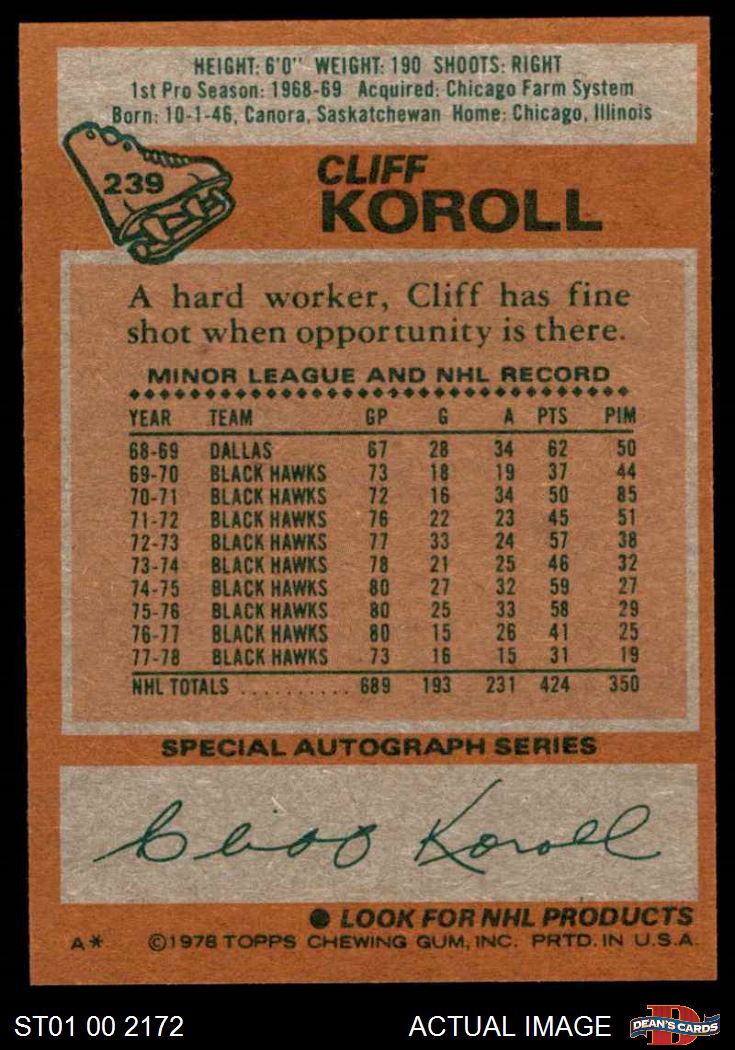 HEIGHT: 6'0" WEIGHT: 190 SHOOTS: RIGHT
1st Pro Season: 1968-69 Acquired: Chicago Farm System
Born: 10-1-46, Canora, Saskatchewan Home: Chicago, Illinois
239
CLIFF
KOROLL
A hard worker, Cliff has fine
shot when opportunity is there.
MINOR LEAGUE AND NHL RECORD
YEAR TEAM GP G A PTS PIM
68-69 DALLAS 67 28 34 62 50
69-70 BLACK HAWKS 73 18 19 37 44
70-71 BLACK HAWKS 72 16 34 50 85
71-72 BLACK HAWKS 76 22 23 45 51
72-73 BLACK HAWKS 77 33 24 57 38
73-74 BLACK HAWKS 78 21 25 46 32
74-75 BLACK HAWKS 80 27 32 59 27
75-76 BLACK HAWKS 80 25 33 58 29
76-77 BLACK HAWKS 80 15 26 41 25
77-78 BLACK HAWKS 73 16 15 31 19
NHL TOTALS .......... 689 193 231 424 350
SPECIAL AUTOGRAPH SERIES
Cliff Koroll
● LOOK FOR NHL PRODUCTS
A* ©1978 TOPPS CHEWING GUM, INC. PRTD. IN U.S.A.
ST01 00 2172 ACTUAL IMAGE DEAN'S CARDS